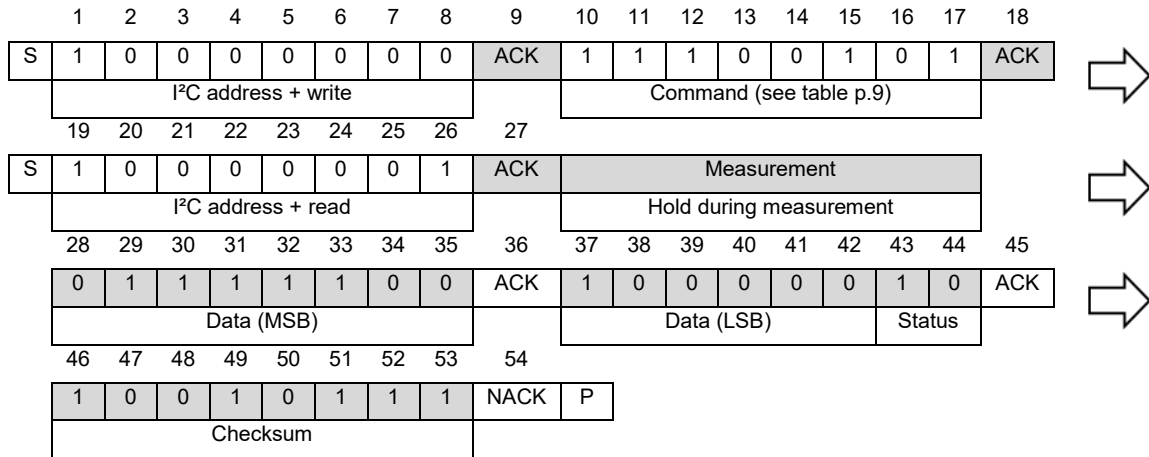 1 2 3 4 5 6 7 8 9 10 11 12 13 14 15 16 17 18
S 1 0 0 0 0 0 0 0 ACK 1 1 1 0 0 1 0 1 ACK
I²C address + write Command (see table p.9)
19 20 21 22 23 24 25 26 27
S 1 0 0 0 0 0 0 1 ACK Measurement
I²C address + read Hold during measurement
28 29 30 31 32 33 34 35 36 37 38 39 40 41 42 43 44 45
0 1 1 1 1 1 0 0 ACK 1 0 0 0 0 0 1 0 ACK
Data (MSB) Data (LSB) Status
46 47 48 49 50 51 52 53 54
1 0 0 1 0 1 1 1 NACK P
Checksum